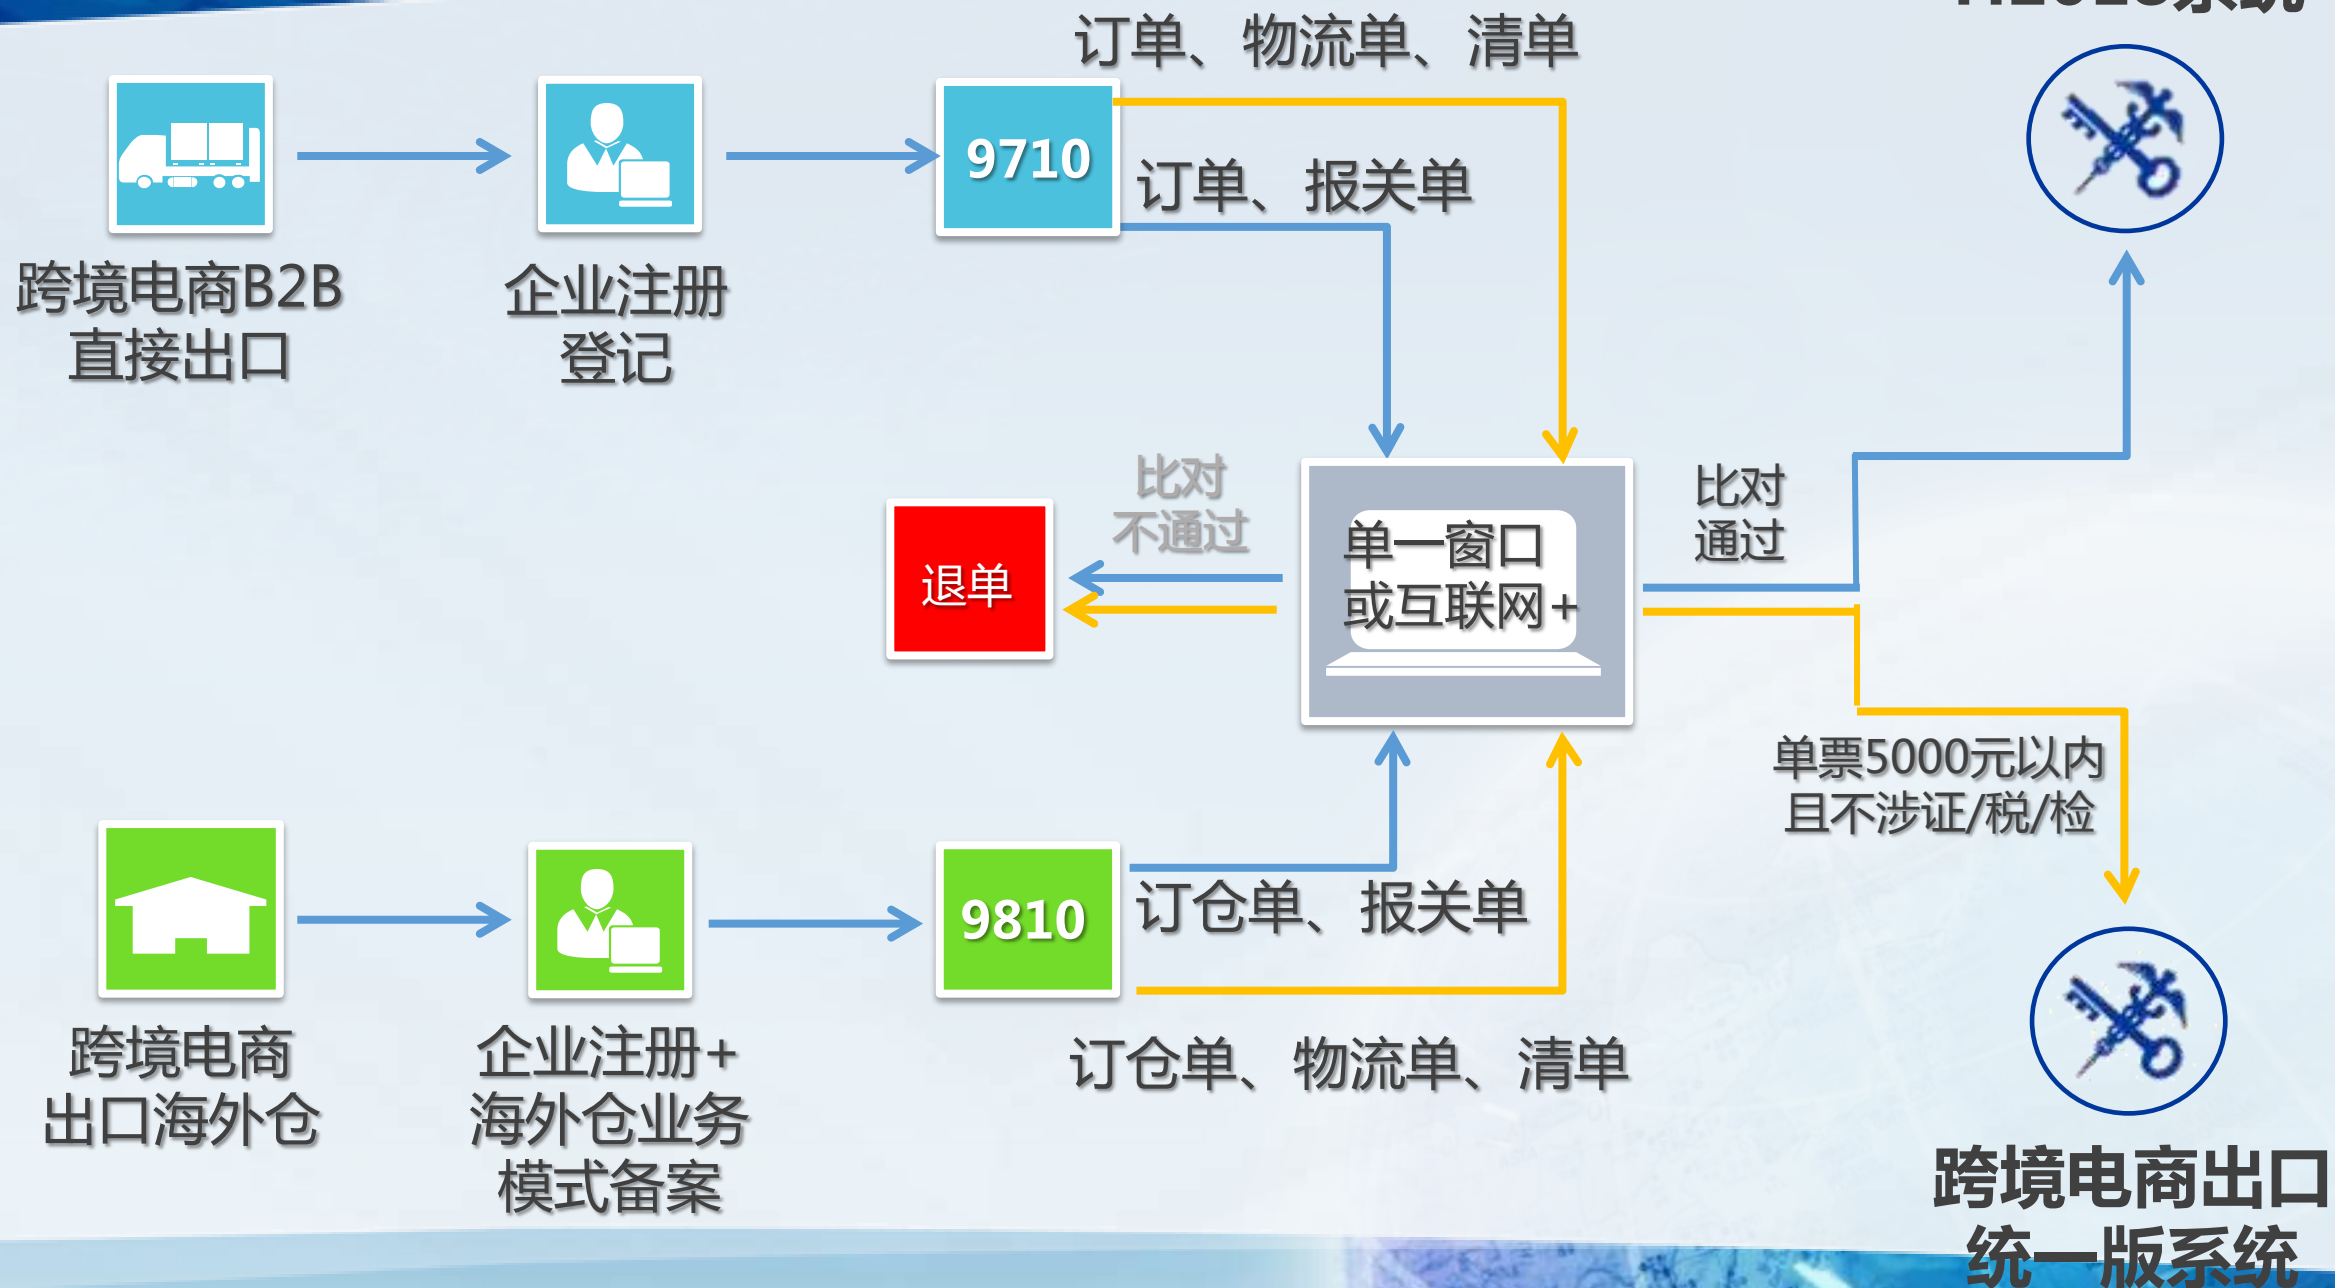 订单、物流单、清单
9710
订单、报关单
跨境电商B2B
直接出口
企业注册
登记
比对
不通过
退单
单一窗口
或互联网+
比对
通过
单票5000元以内
且不涉证/税/检
9810
订仓单、报关单
订仓单、物流单、清单
跨境电商
出口海外仓
企业注册+
海外仓业务
模式备案
跨境电商出口
统一版系统